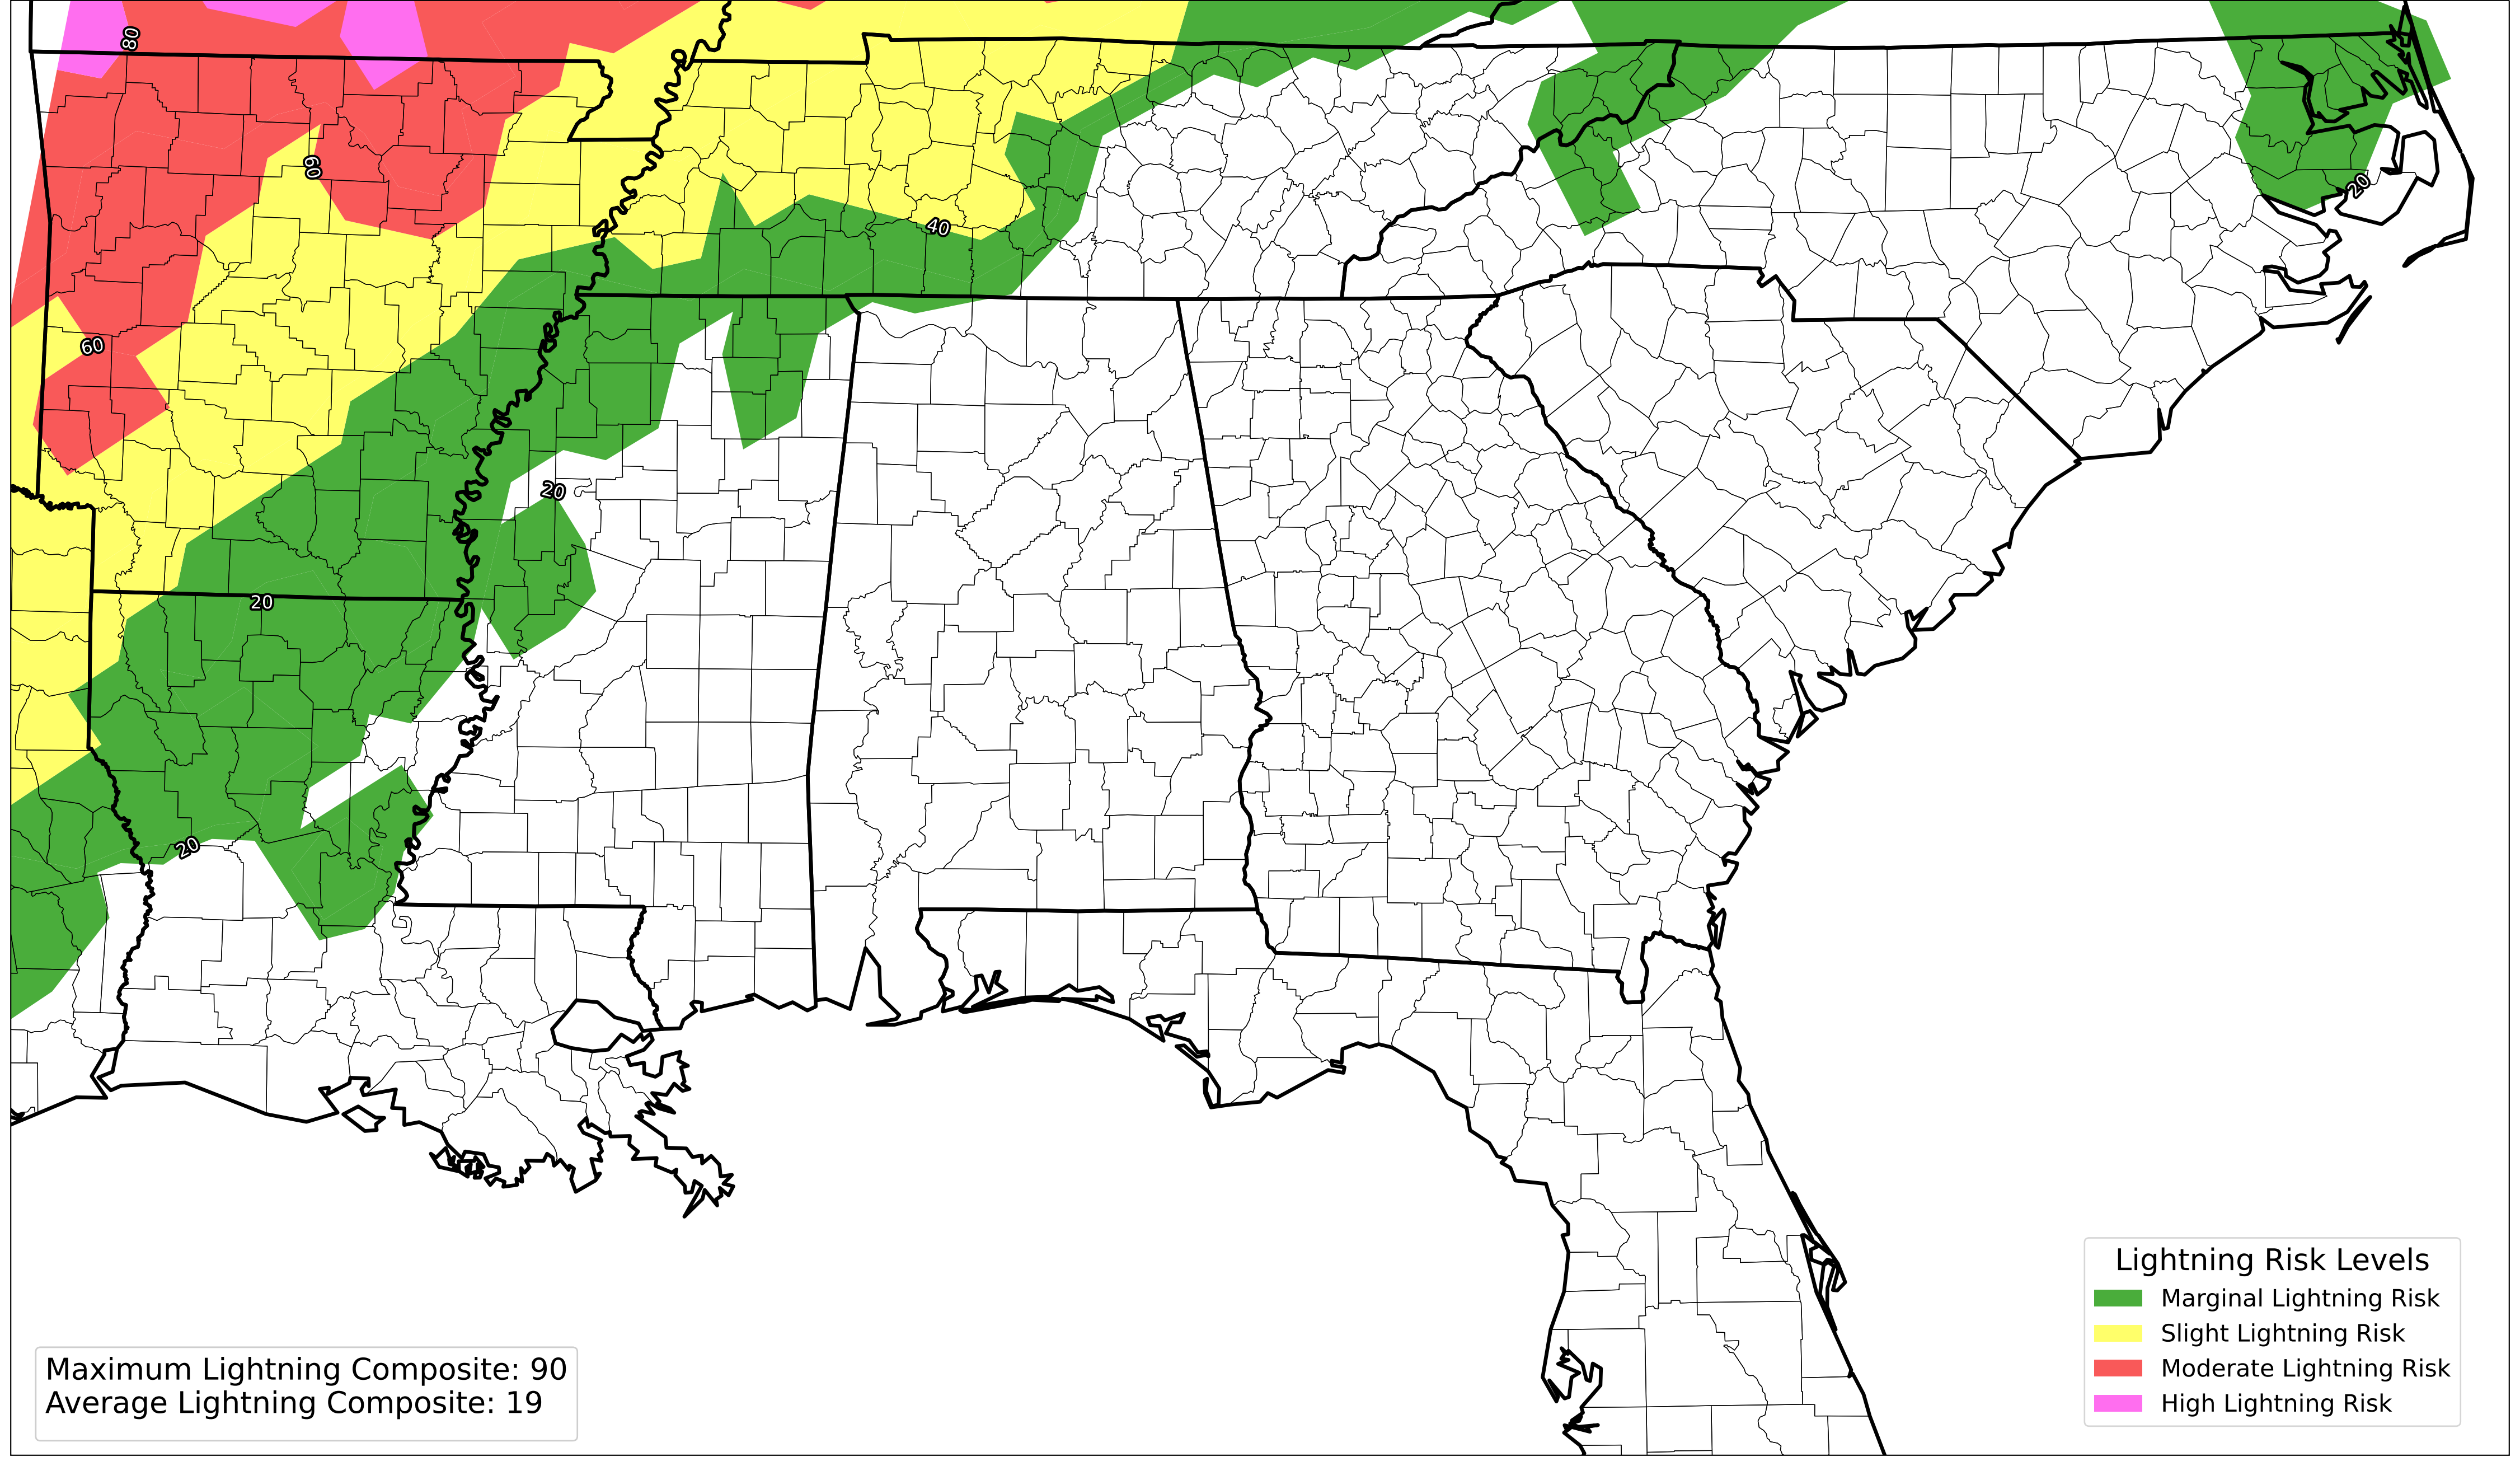 80
60
20
40
60
20
20
20
Lightning Risk Levels
Marginal Lightning Risk
Slight Lightning Risk
Moderate Lightning Risk
High Lightning Risk
Maximum Lightning Composite: 90
Average Lightning Composite: 19